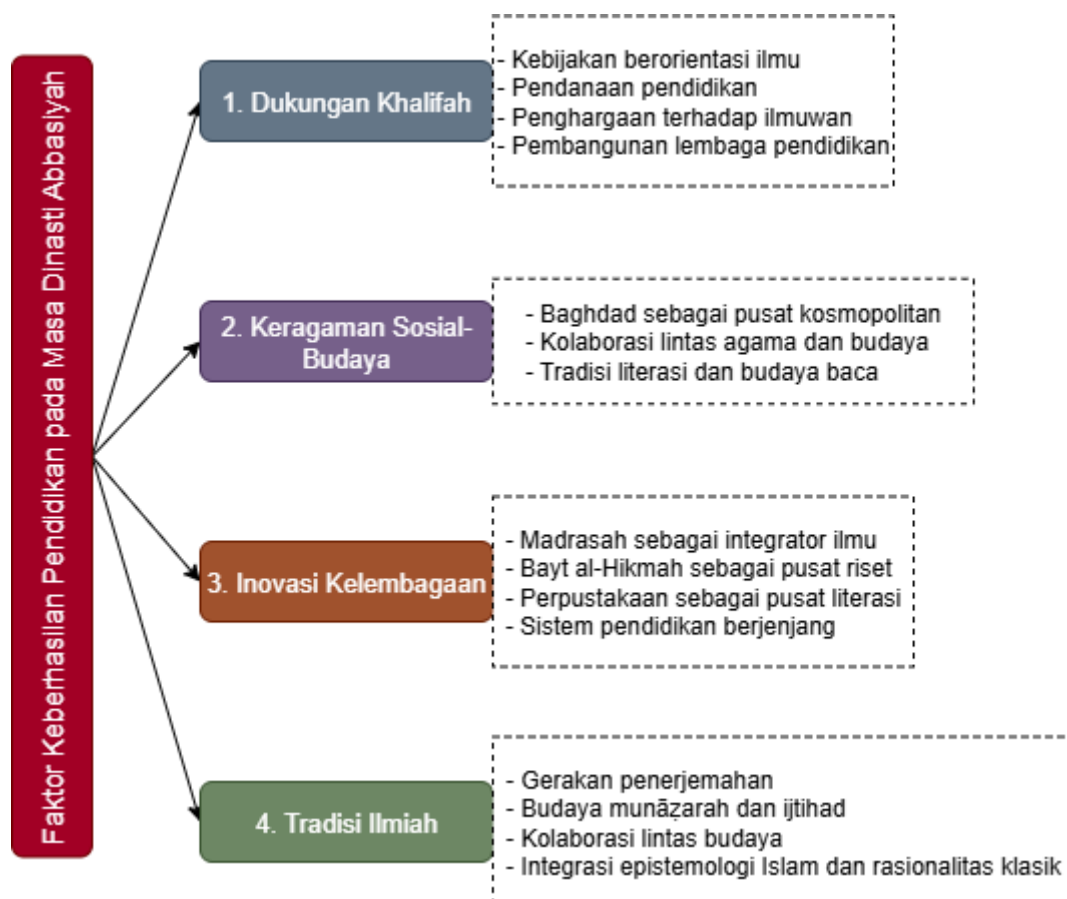 Faktor Keberhasilan Pendidikan pada Masa Dinasti Abbasiyah
1. Dukungan Khalifah
- Kebijakan berorientasi ilmu
- Pendanaan pendidikan
- Penghargaan terhadap ilmuwan
- Pembangunan lembaga pendidikan
2. Keragaman Sosial-
Budaya
- Baghdad sebagai pusat kosmopolitan
- Kolaborasi lintas agama dan budaya
- Tradisi literasi dan budaya baca
3. Inovasi Kelembagaan
- Madrasah sebagai integrator ilmu
- Bayt al-Hikmah sebagai pusat riset
- Perpustakaan sebagai pusat literasi
- Sistem pendidikan berjenjang
4. Tradisi Ilmiah
- Gerakan penerjemahan
- Budaya munāẓarah dan ijtihad
- Kolaborasi lintas budaya
- Integrasi epistemologi Islam dan rasionalitas klasik